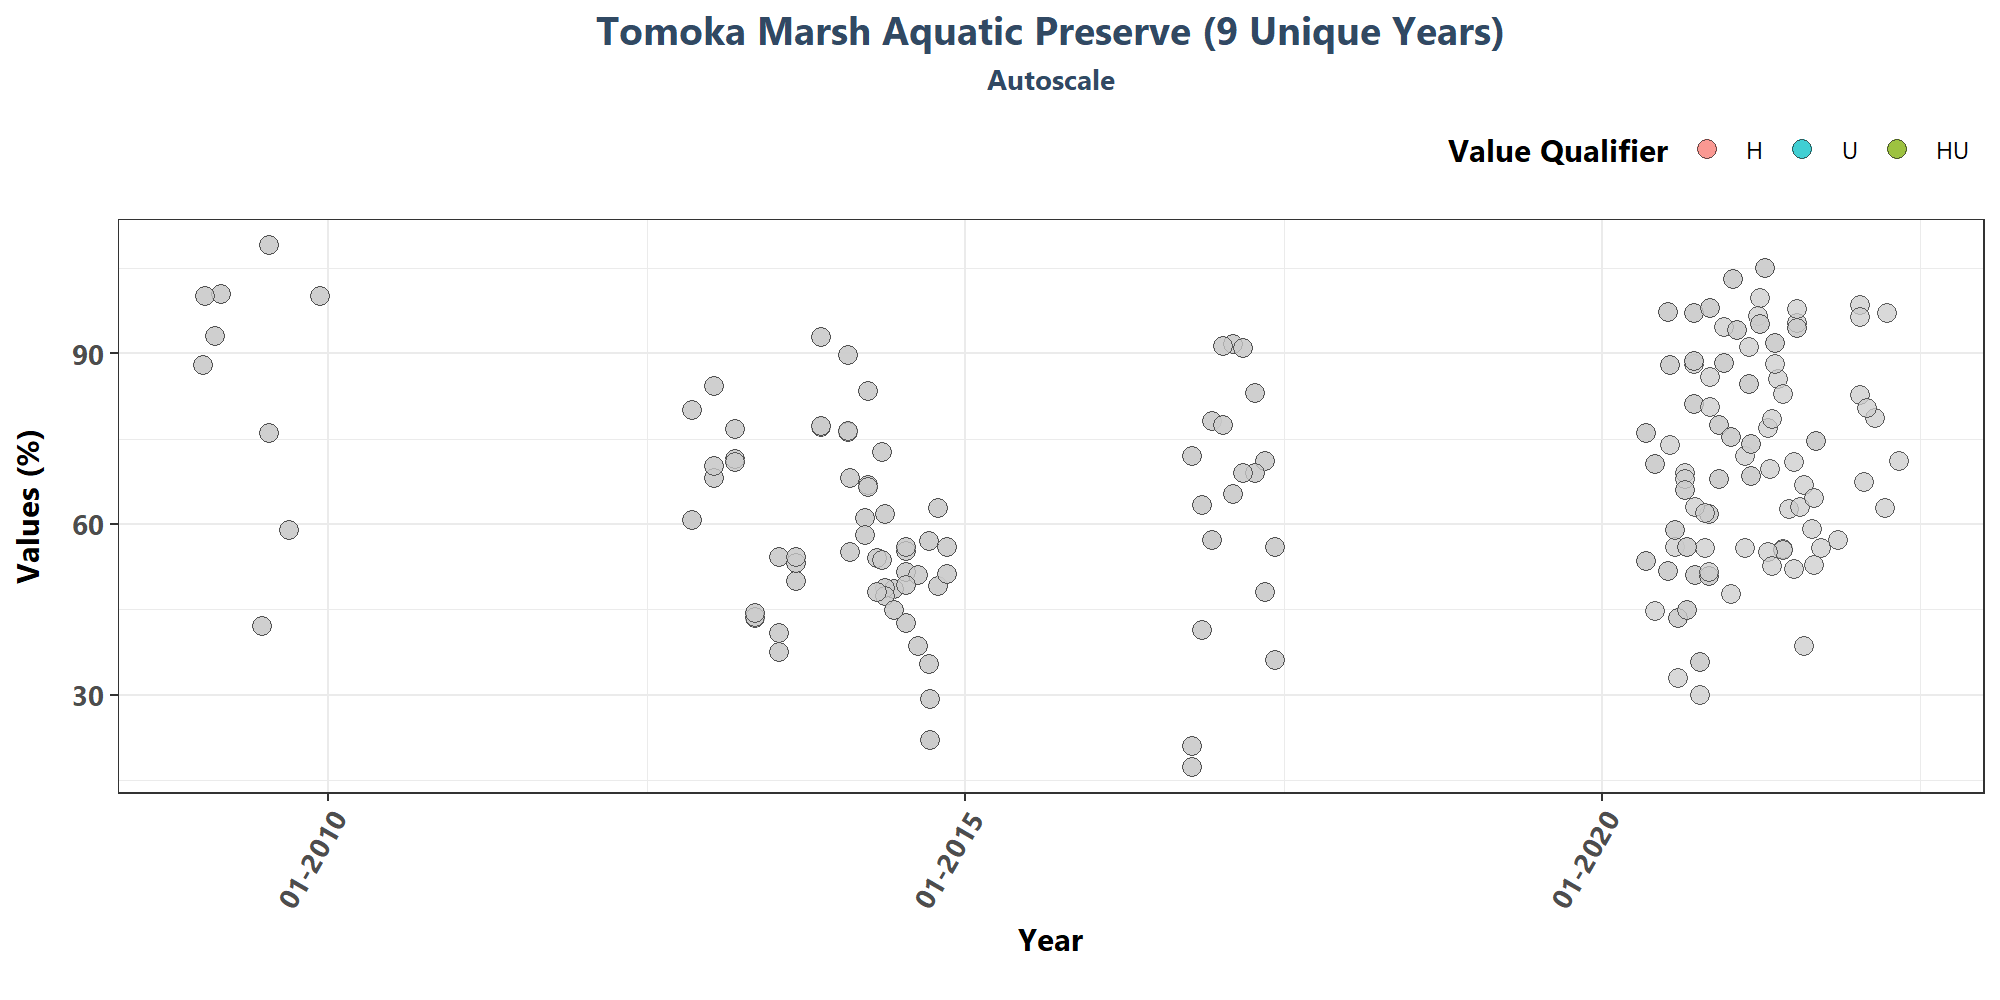 Tomoka Marsh Aquatic Preserve (9 Unique Years)
Autoscale
Value Qualifier H U HU
Values (%)
90
60
30
01-2010 01-2015 01-2020
Year